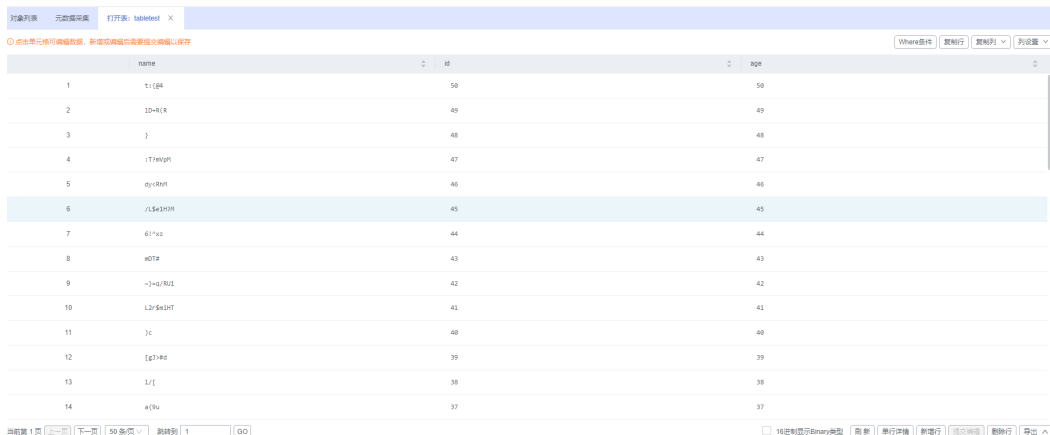 对象列表 元数据采集 打开表：tabletest ×
点击单元格可编辑数据，新增或编辑后需要提交编辑以保存 Where条件 复制行 复制列 列设置
name id age
1 t:{@4 50 50
2 1D+R(R 49 49
3 } 48 48
4 :T?mVpM 47 47
5 dy<RhM 46 46
6 /L$e1H?M 45 45
7 6!^xz 44 44
8 mDT# 43 43
9 ~}=q/RU1 42 42
10 L2r$miHT 41 41
11 )c 40 40
12 [gJ>#d 39 39
13 1/[ 38 38
14 a(9u 37 37
当前第 1 页 上一页 下一页 50 条/页 跳转到 1 GO 16进制显示Binary类型 刷 新 单行详情 新增行 提交编辑 删除行 导出